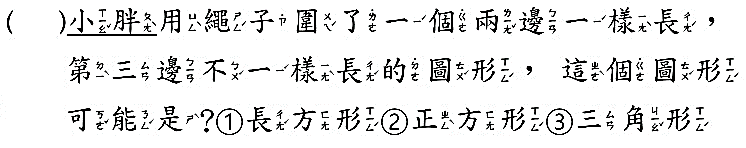 (　　)小胖用繩子圍了一個兩邊一樣長，
第三邊不一樣長的圖形，這個圖形
可能是?①長方形②正方形③三角形